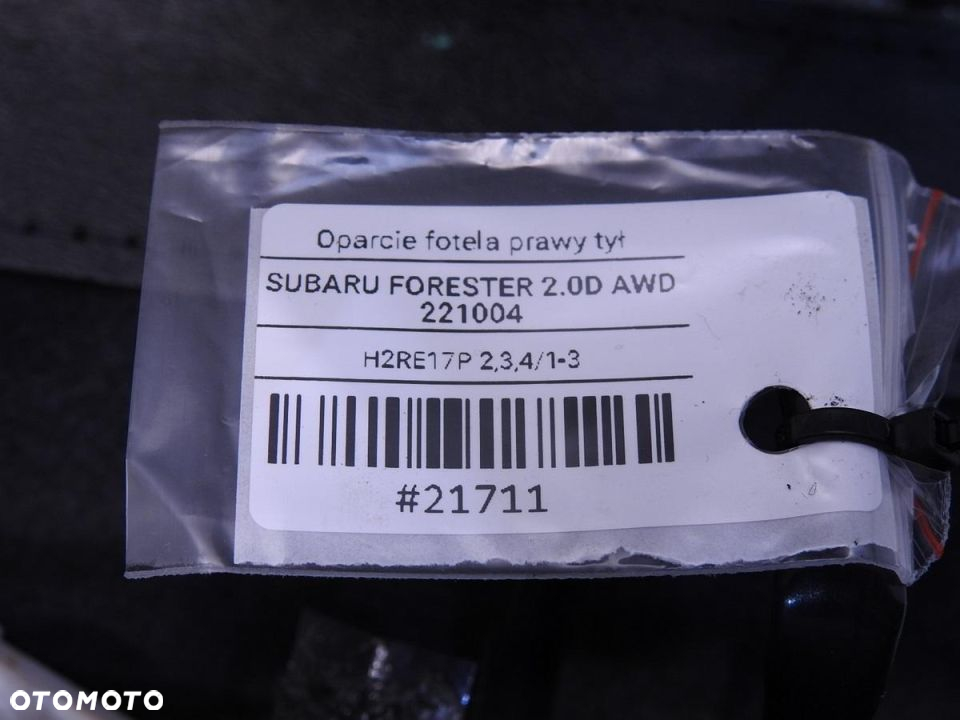 Oparcie fotela prawy tył
SUBARU FORESTER 2.0D AWD
221004
H2RE17P 2,3,4/1-3
#21711
OTOMOTO